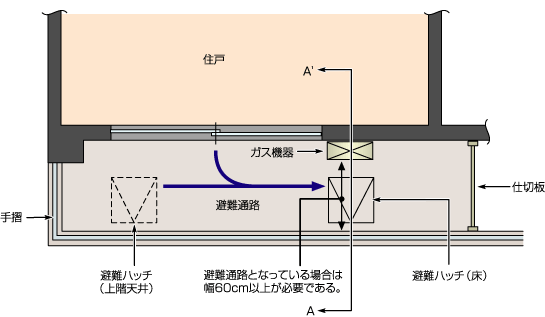 住戸
A'
ガス機器
手摺
避難通路
仕切板
避難ハッチ
（上階天井）
避難通路となっている場合は
幅60cm以上が必要である。
避難ハッチ（床）
A